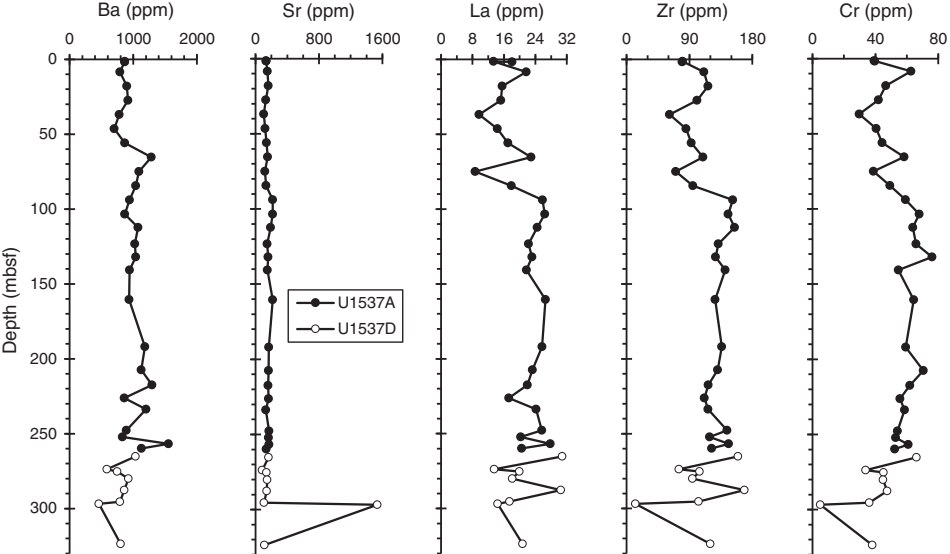 Ba (ppm) Sr (ppm) La (ppm) Zr (ppm) Cr (ppm)
0 1000 2000 0 800 1600 0 8 16 24 32 0 90 180 0 40 80
0
50
100
150
200
250
300
Depth (mbsf)
U1537A
U1537D